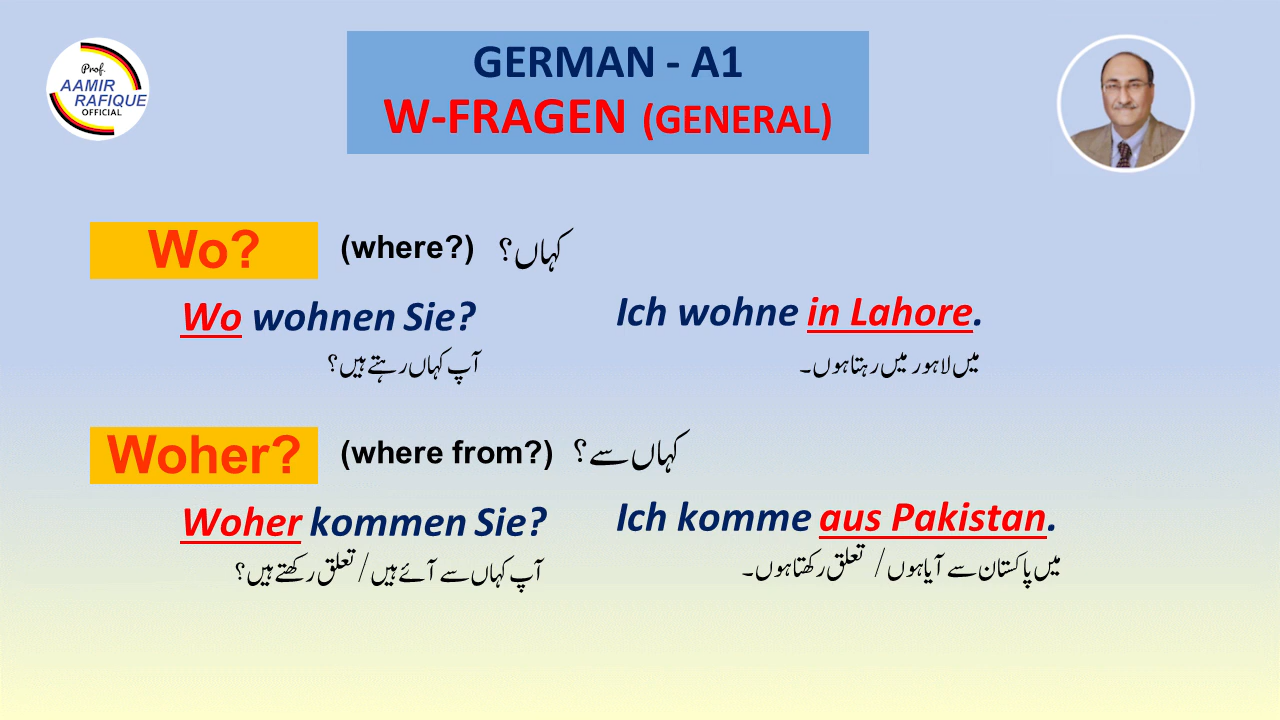 Prof.
AAMIR
RAFIQUE
OFFICIAL
GERMAN - A1
W-FRAGEN (GENERAL)
Wo? (where?) کہاں؟
Wo wohnen Sie? Ich wohne in Lahore.
آپ کہاں رہتے ہیں؟ میں لاہور میں رہتا ہوں۔
Woher? (where from?) کہاں سے؟
Woher kommen Sie? Ich komme aus Pakistan.
آپ کہاں سے آئے ہیں / تعلق رکھتے ہیں؟ میں پاکستان سے آیا ہوں / تعلق رکھتا ہوں۔